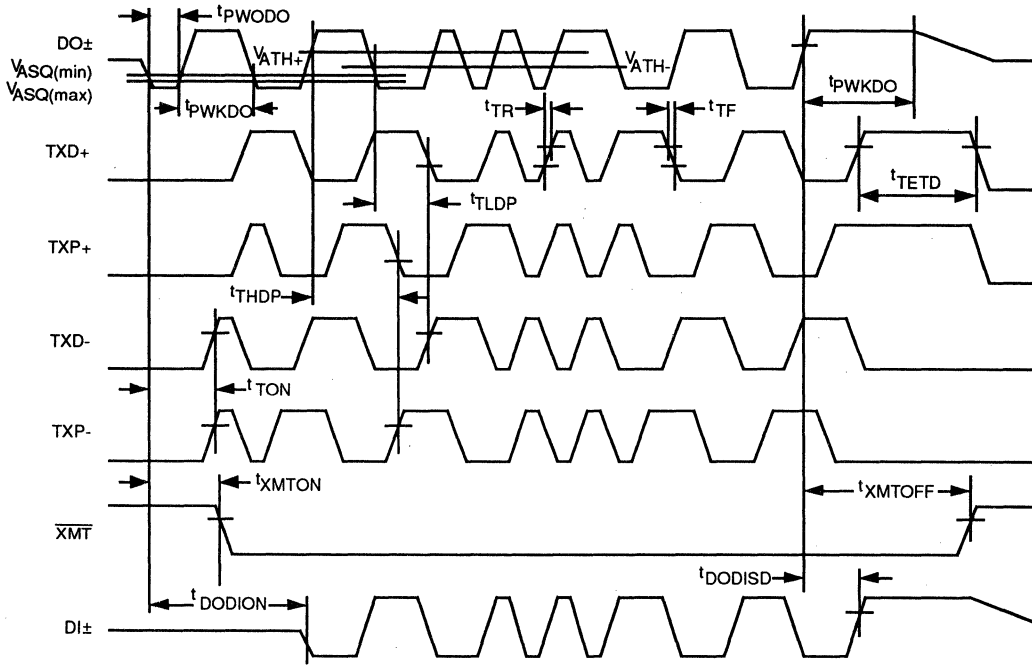 tPWODO
DO±
VATH+
VATH-
VASQ(min)
VASQ(max)
tPWKDO
tPWKDO
tTR
tTF
TXD+
tTETD
tTLDP
TXP+
tTHDP
TXD-
tTON
TXP-
tXMTON
tXMTOFF
XMT
tDODISD
tDODION
DI±